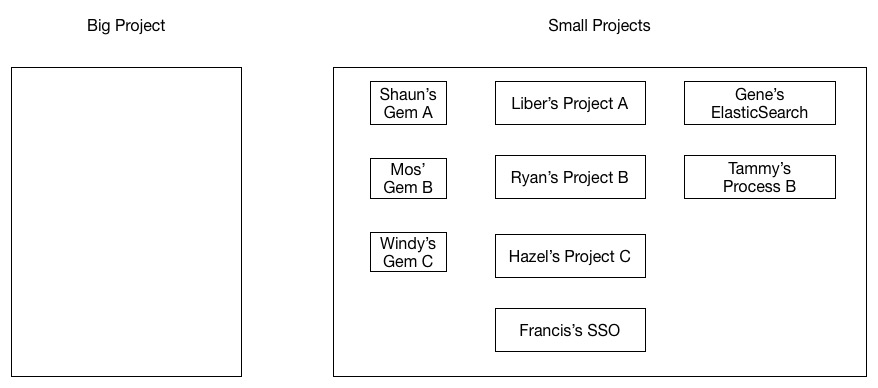 Big Project
Small Projects
Shaun's
Gem A
Liber's Project A
Gene's
ElasticSearch
Mos'
Gem B
Ryan's Project B
Tammy's
Process B
Windy's
Gem C
Hazel's Project C
Francis's SSO